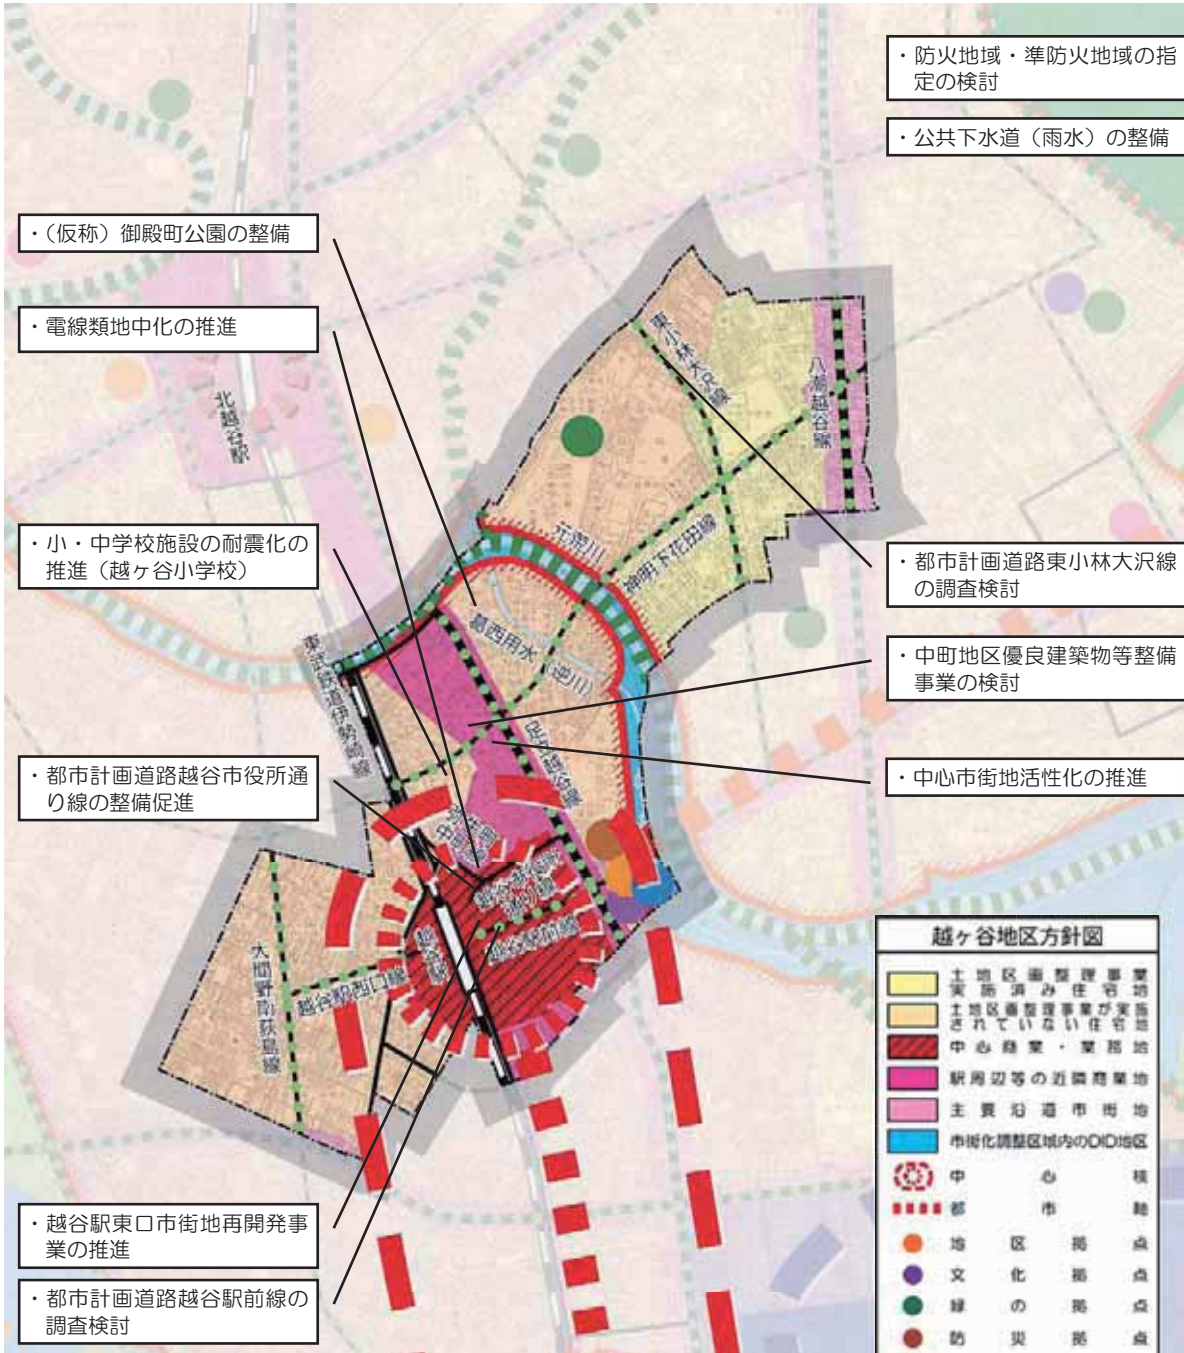 ・防火地域・準防火地域の指
定の検討
・公共下水道（雨水）の整備
・（仮称）御殿町公園の整備
・電線類地中化の推進
・小・中学校施設の耐震化の
推進（越ヶ谷小学校）
・都市計画道路越谷市役所通
り線の整備促進
・越谷駅東口市街地再開発事
業の推進
・都市計画道路越谷駅前線の
調査検討
・都市計画道路東小林大沢線
の調査検討
・中町地区優良建築物等整備
事業の検討
・中心市街地活性化の推進
北越谷駅
東小林大沢線
八潮越谷線
元荒川
神明下花田線
葛西用水（逆川）
東武鉄道伊勢崎線
越谷駅
越谷駅前線
越谷駅西口線
大間野南荻島線
越ヶ谷地区方針図
土地区画整理事業
実施済み住宅地
土地区画整理事業が実施
されていない住宅地
中心商業・業務地
駅周辺等の近隣商業地
主要沿道市街地
市街化調整区域内のDID地区
中心核
都市軸
地区拠点
文化拠点
緑の拠点
防災拠点